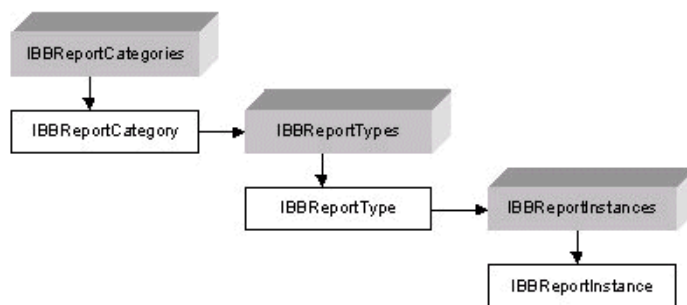 IBBReportCategories
IBBReportCategory
IBBReportTypes
IBBReportType
IBBReportInstances
IBBReportInstance